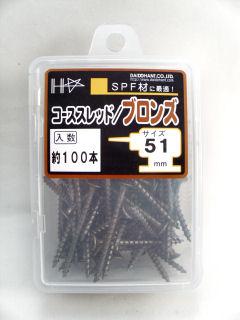 DAIDOHANT.CO.,LTD.
SPF材に最適!
コーススレッド/ブロンズ
入数
約100本
サイズ
51
mm